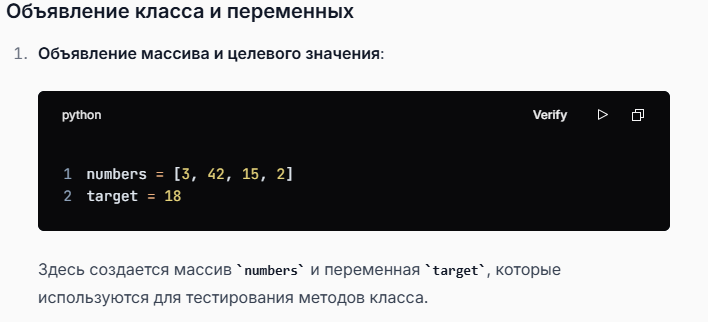 Объявление класса и переменных
1. Объявление массива и целевого значения:
python Verify
1 numbers = [3, 42, 15, 2]
2 target = 18
Здесь создается массив `numbers` и переменная `target`, которые
используются для тестирования методов класса.